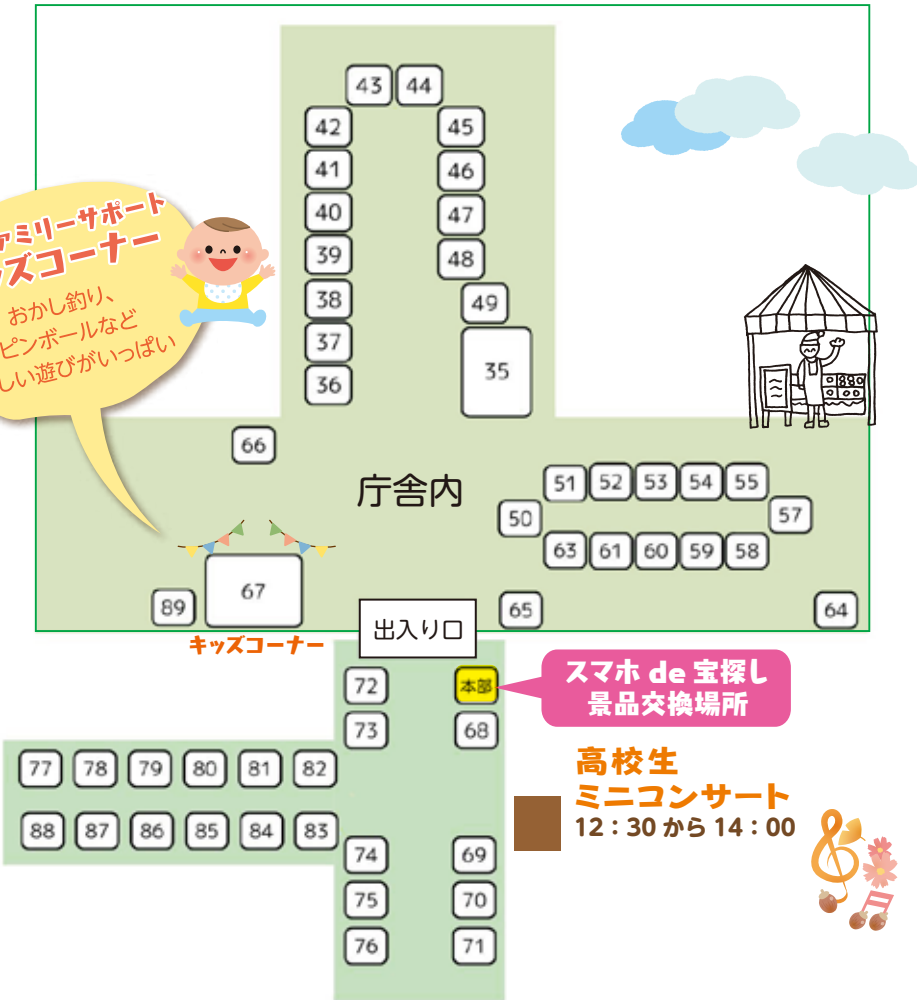 43 44
42 45
41 46
40 47
39 48
38 49
37 35
36
ァミリーサポート
ズコーナー
おかし釣り、
ピンボールなど
しい遊びがいっぱい
66
庁舎内
51 52 53 54 55
50 57
63 61 60 59 58
89 67 65 64
キッズコーナー
出入り口
72 本部
スマホ de 宝探し
景品交換場所
73 68
77 78 79 80 81 82
高校生
ミニコンサート
12：30 から 14：00
88 87 86 85 84 83
74 69
75 70
76 71